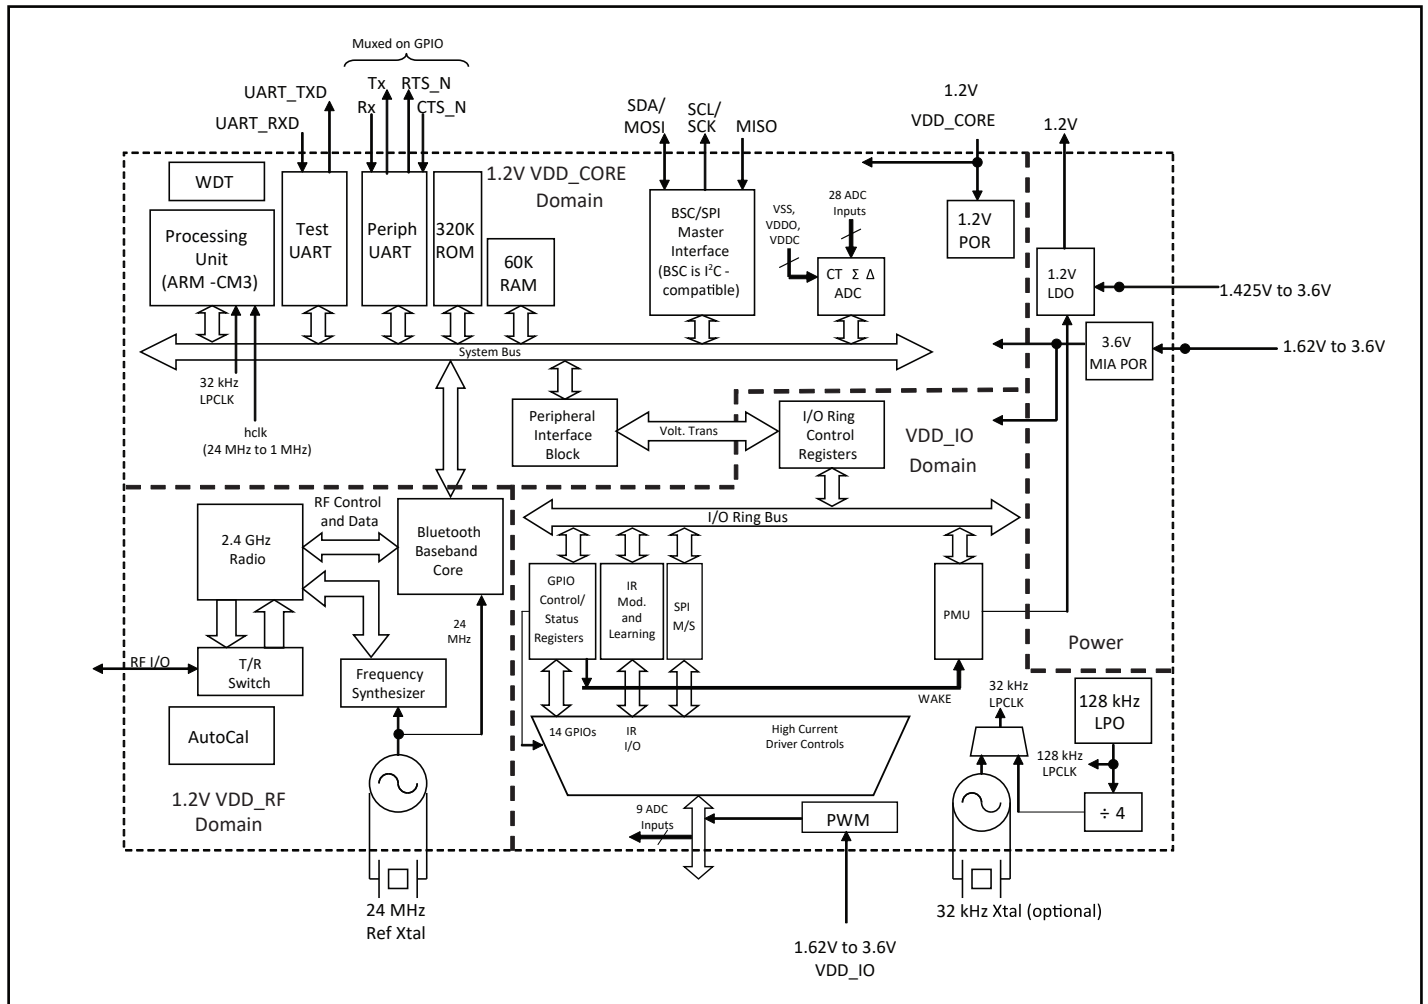 Muxed on GPIO
UART_TXD
Tx
RTS_N
UART_RXD
Rx
CTS_N
SDA/
MOSI
SCL/
SCK
MISO
1.2V
VDD_CORE
1.2V
WDT
1.2V VDD_CORE
Domain
Processing
Unit
(ARM -CM3)
Test
UART
Periph
UART
320K
ROM
60K
RAM
BSC/SPI
Master
Interface
(BSC is I²C -
compatible)
VSS,
VDDO,
VDDC
28 ADC
Inputs
CT Σ Δ
ADC
1.2V
POR
1.2V
LDO
1.425V to 3.6V
3.6V
MIA POR
1.62V to 3.6V
System Bus
32 kHz
LPCLK
hclk
(24 MHz to 1 MHz)
Peripheral
Interface
Block
Volt. Trans
I/O Ring
Control
Registers
VDD_IO
Domain
RF Control
and Data
2.4 GHz
Radio
Bluetooth
Baseband
Core
I/O Ring Bus
GPIO
Control/
Status
Registers
IR
Mod.
and
Learning
SPI
M/S
PMU
Power
24
MHz
RF I/O
T/R
Switch
Frequency
Synthesizer
WAKE
32 kHz
LPCLK
128 kHz
LPO
AutoCal
14 GPIOs
IR
I/O
High Current
Driver Controls
128 kHz
LPCLK
1.2V VDD_RF
Domain
9 ADC
Inputs
PWM
÷ 4
24 MHz
Ref Xtal
32 kHz Xtal (optional)
1.62V to 3.6V
VDD_IO